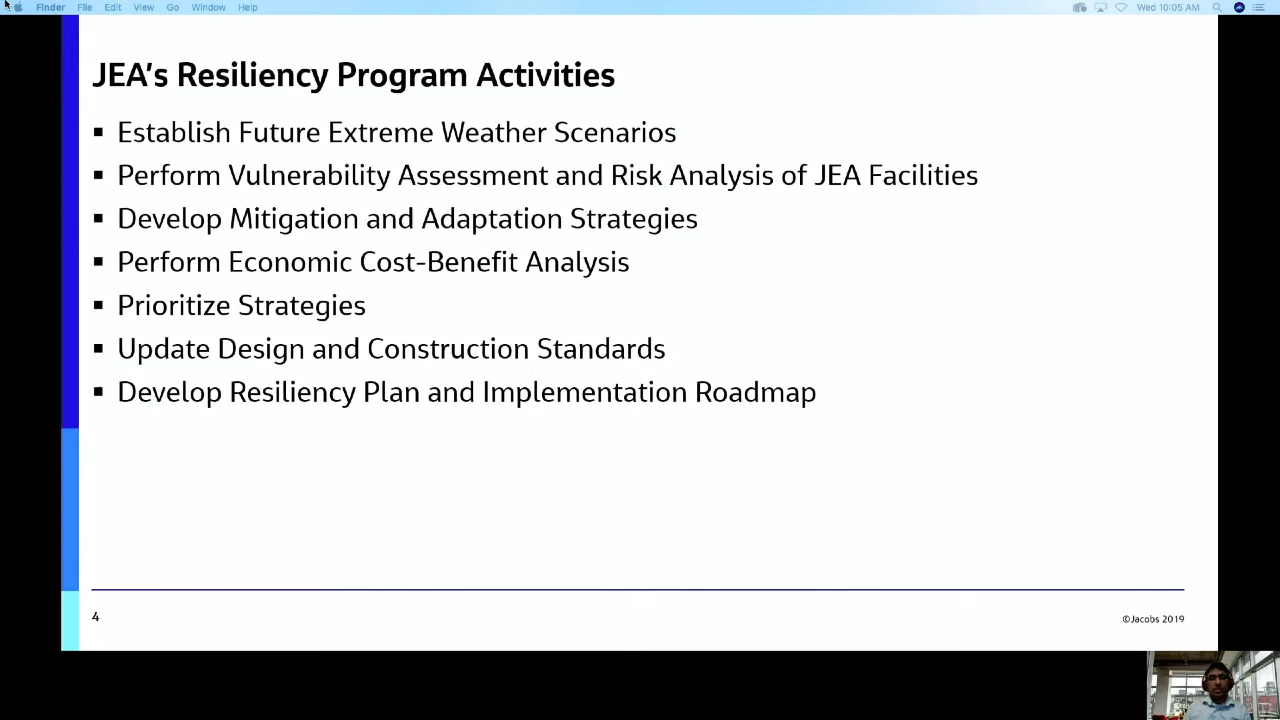 Finder File Edit View Go Window Help Wed 10:05 AM
JEA's Resiliency Program Activities
▪ Establish Future Extreme Weather Scenarios
▪ Perform Vulnerability Assessment and Risk Analysis of JEA Facilities
▪ Develop Mitigation and Adaptation Strategies
▪ Perform Economic Cost-Benefit Analysis
▪ Prioritize Strategies
▪ Update Design and Construction Standards
▪ Develop Resiliency Plan and Implementation Roadmap
4 ©Jacobs 2019